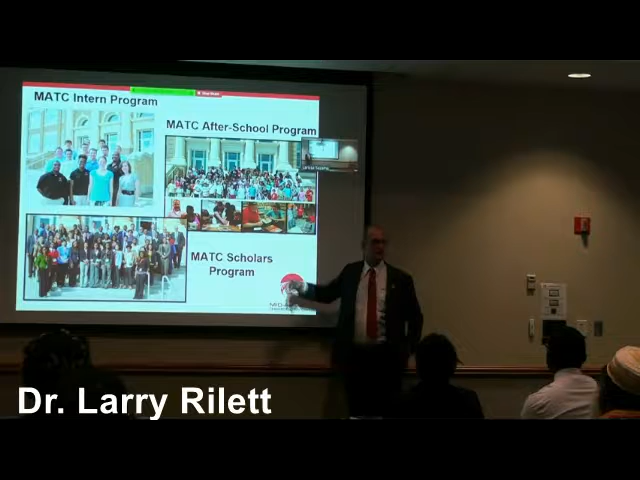 MATC Intern Program
MATC After-School Program
MATC Scholars
Program
Dr. Larry Rilett